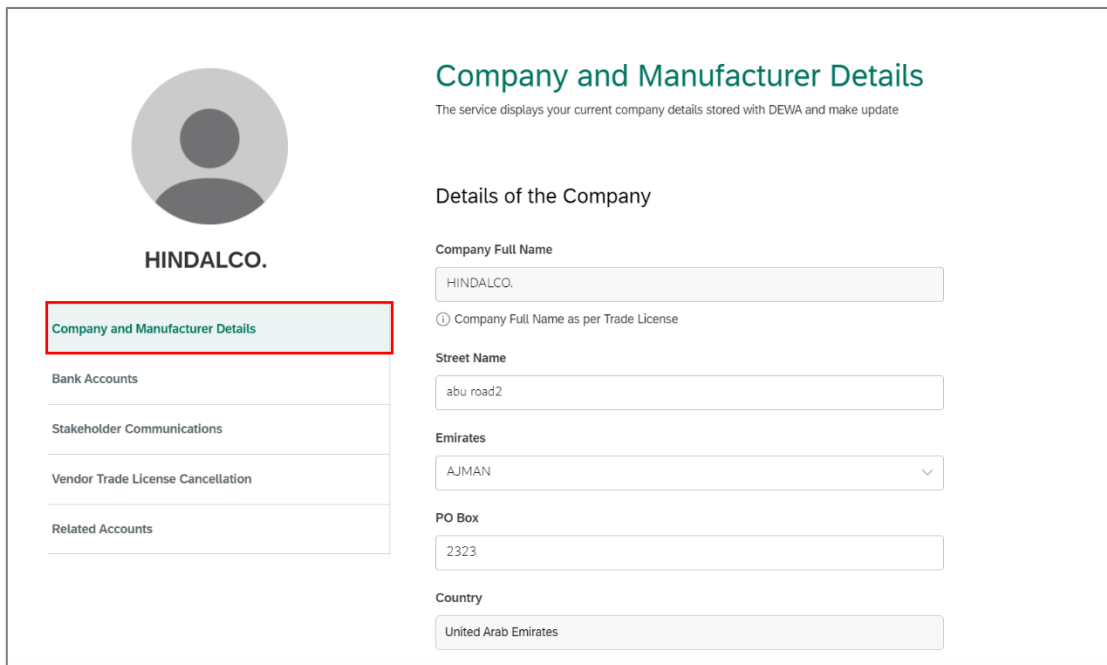 HINDALCO.
Company and Manufacturer Details
Bank Accounts
Stakeholder Communications
Vendor Trade License Cancellation
Related Accounts
Company and Manufacturer Details
The service displays your current company details stored with DEWA and make update
Details of the Company
Company Full Name
HINDALCO.
Company Full Name as per Trade License
Street Name
abu road2
Emirates
AJMAN
PO Box
2323
Country
United Arab Emirates